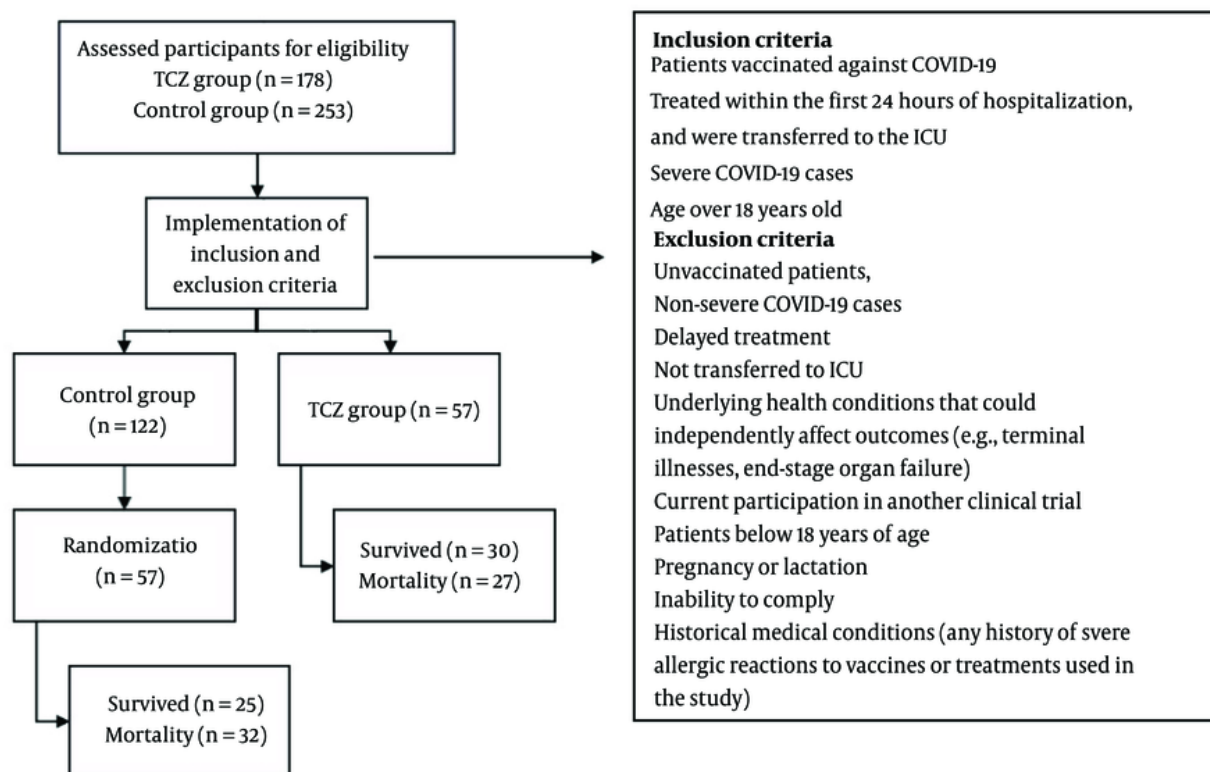 Assessed participants for eligibility
TCZ group (n = 178)
Control group (n = 253)
Implementation of
inclusion and
exclusion criteria
Control group
(n = 122)
TCZ group (n = 57)
Randomizatio
(n = 57)
Survived (n = 30)
Mortality (n = 27)
Survived (n = 25)
Mortality (n = 32)
Inclusion criteria
Patients vaccinated against COVID-19
Treated within the first 24 hours of hospitalization,
and were transferred to the ICU
Severe COVID-19 cases
Age over 18 years old
Exclusion criteria
Unvaccinated patients,
Non-severe COVID-19 cases
Delayed treatment
Not transferred to ICU
Underlying health conditions that could
independently affect outcomes (e.g., terminal
illnesses, end-stage organ failure)
Current participation in another clinical trial
Patients below 18 years of age
Pregnancy or lactation
Inability to comply
Historical medical conditions (any history of svere
allergic reactions to vaccines or treatments used in
the study)